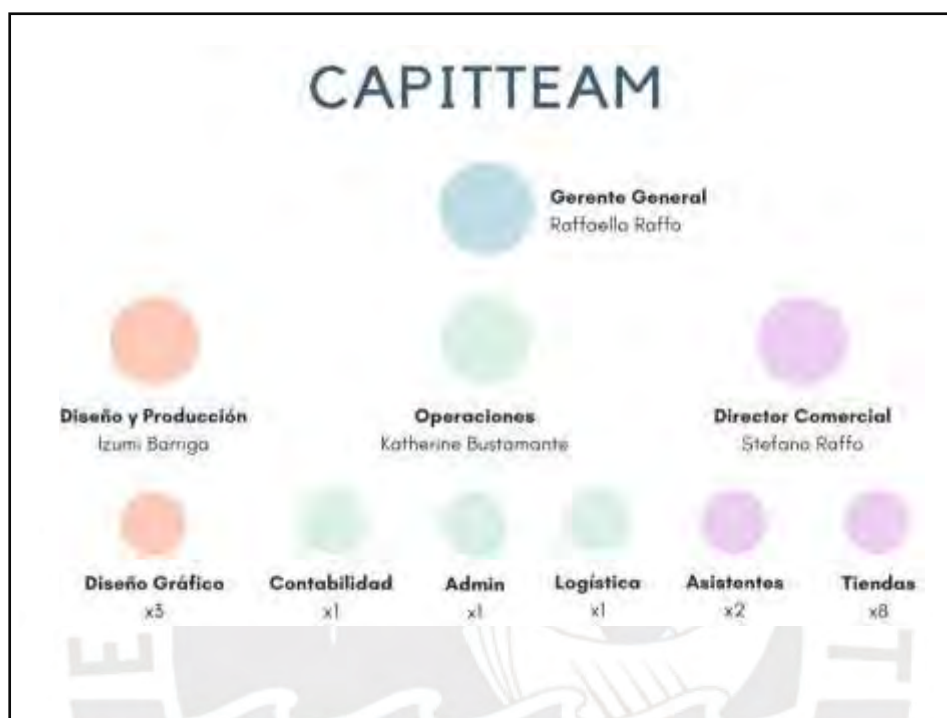 CAPITTEAM
Gerente General
Raffaella Raffo
Diseño y Producción
Izumi Barriga
Operaciones
Katherine Bustamante
Director Comercial
Stefano Raffo
Diseño Gráfico
x3
Contabilidad
x1
Admin
x1
Logística
x1
Asistentes
x2
Tiendas
x8